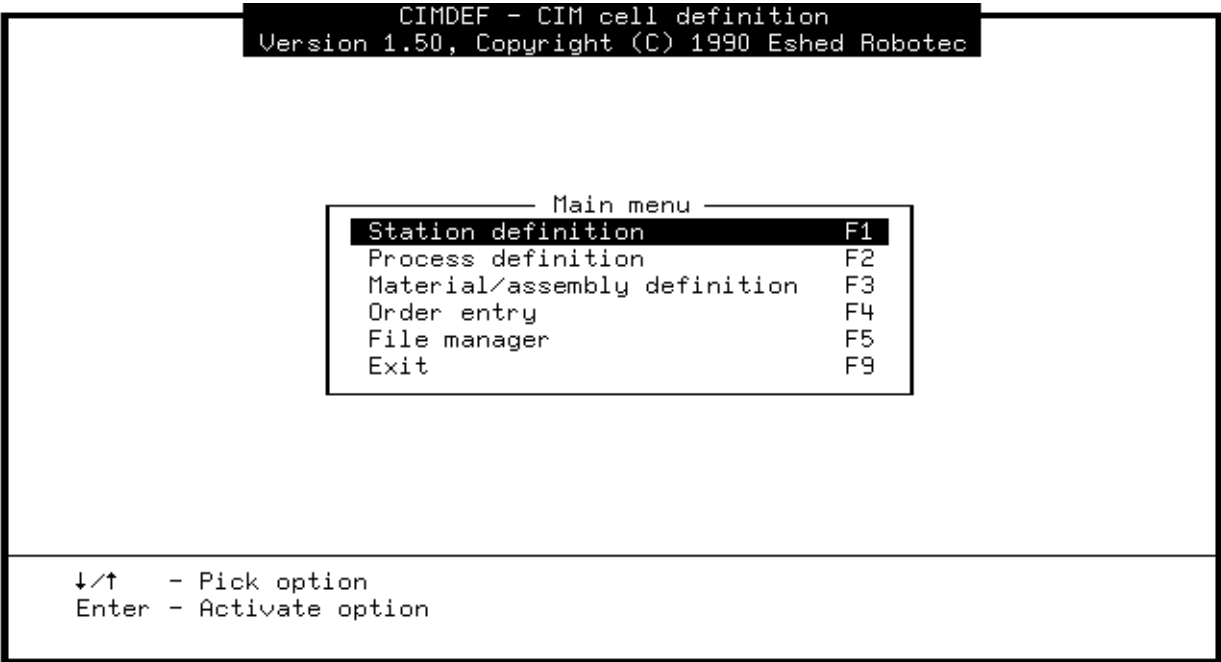 CIMDEF - CIM cell definition
Version 1.50, Copyright (C) 1990 Eshed Robotec
Main menu
Station definition F1
Process definition F2
Material/assembly definition F3
Order entry F4
File manager F5
Exit F9
↓/↑ - Pick option
Enter - Activate option